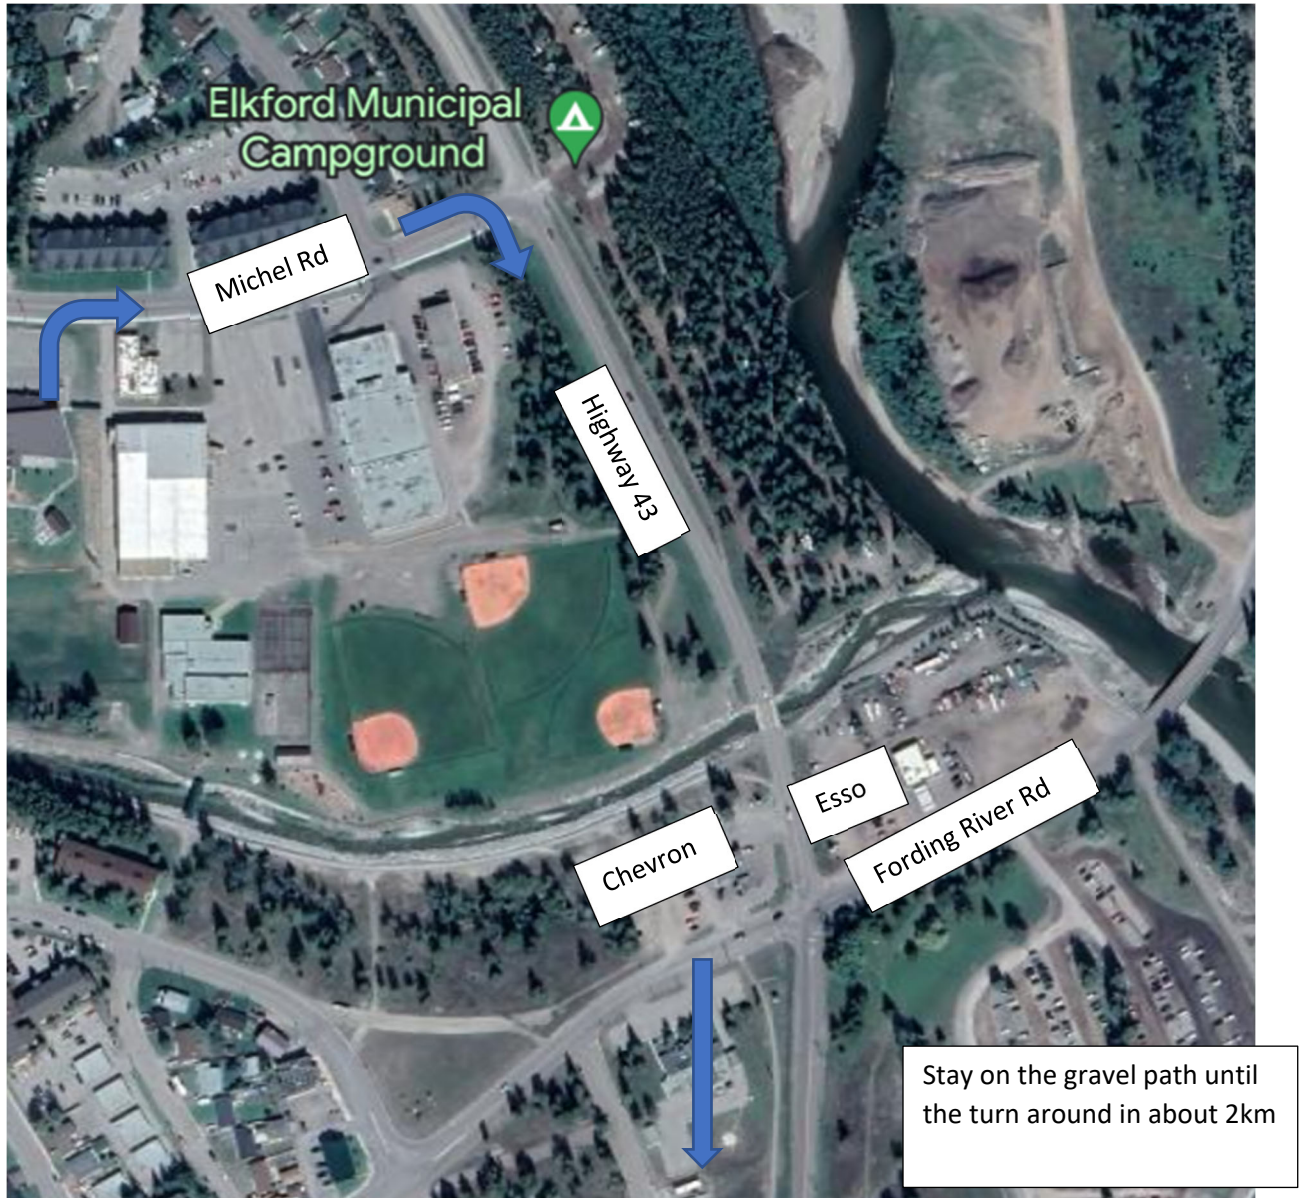 Elkford Municipal
Campground
Michel Rd
Highway 43
Esso
Fording River Rd
Chevron
Stay on the gravel path until
the turn around in about 2km